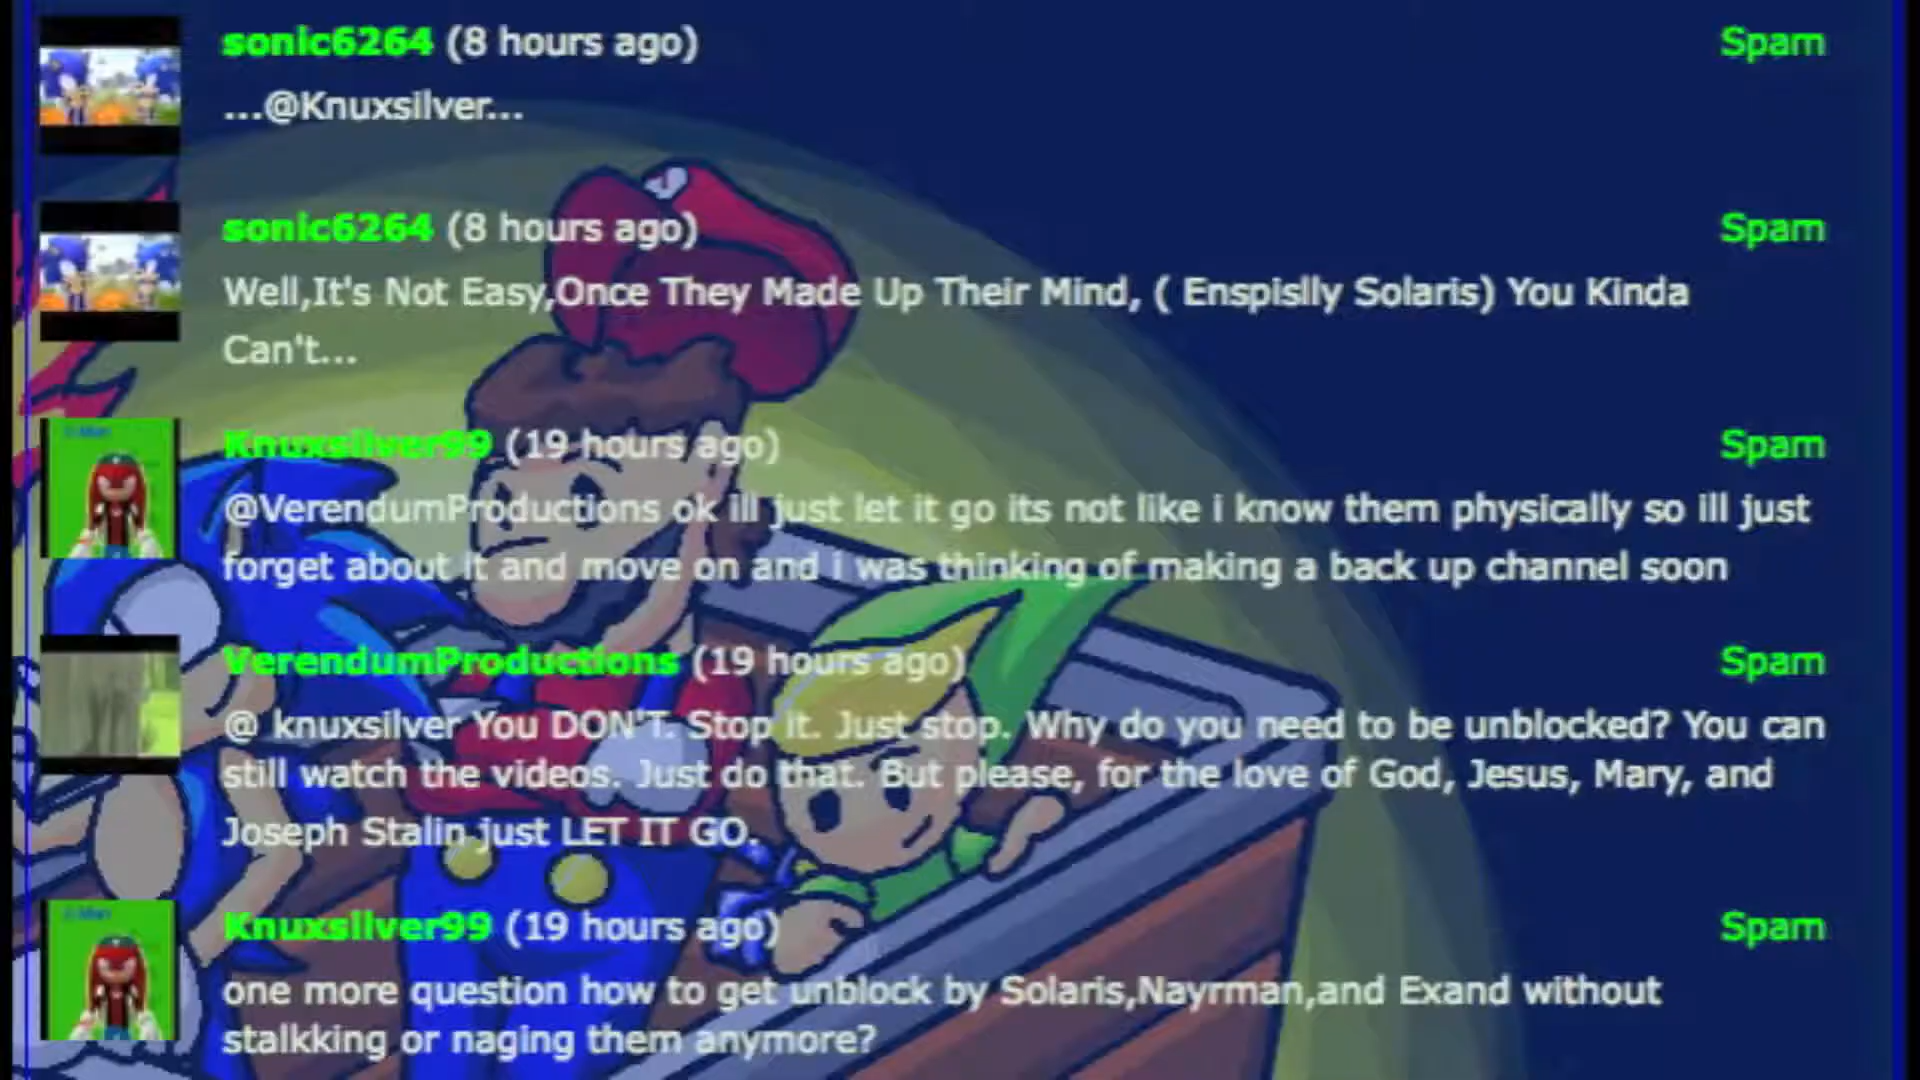 sonic6264 (8 hours ago) Spam
...@Knuxsilver...
sonic6264 (8 hours ago) Spam
Well,It's Not Easy,Once They Made Up Their Mind, ( Enspislly Solaris) You Kinda
Can't...
Knuxsilver99 (19 hours ago) Spam
@VerendumProductions ok ill just let it go its not like i know them physically so ill just
forget about it and move on and i was thinking of making a back up channel soon
VerendumProductions (19 hours ago) Spam
@ knuxsilver You DON'T. Stop it. Just stop. Why do you need to be unblocked? You can
still watch the videos. Just do that. But please, for the love of God, Jesus, Mary, and
Joseph Stalin just LET IT GO.
Knuxsilver99 (19 hours ago) Spam
one more question how to get unblock by Solaris,Nayrman,and Exand without
stalkking or naging them anymore?